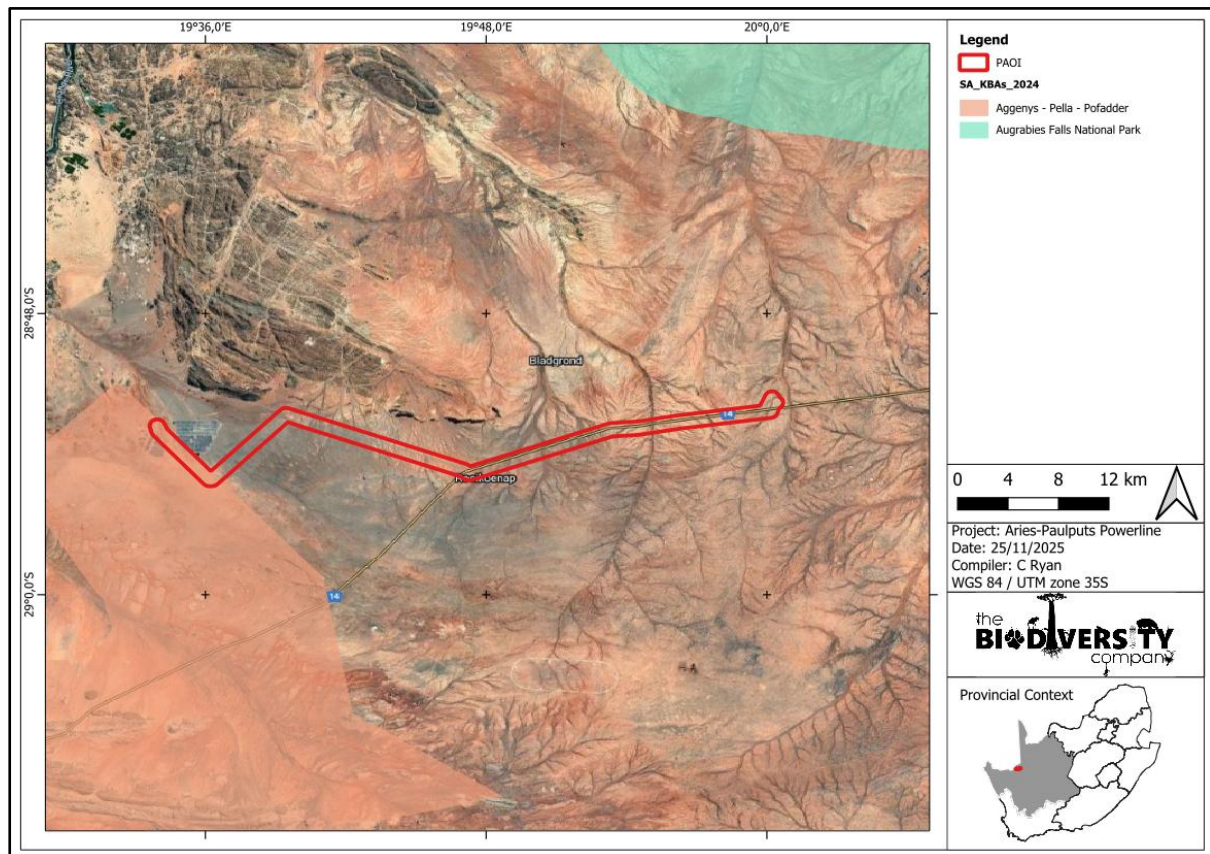 19°36,0'E
19°48,0'E
20°0,0'E
28°48,0'S
29°0,0'S
Bladgrond
14
14
Legend
PAOI
SA_KBAs_2024
Aggenys - Pella - Pofadder
Augrabies Falls National Park
0 4 8 12 km
Project: Aries-Paulputs Powerline
Date: 25/11/2025
Compiler: C Ryan
WGS 84 / UTM zone 35S
the
BIODIVERSITY
company
Provincial Context